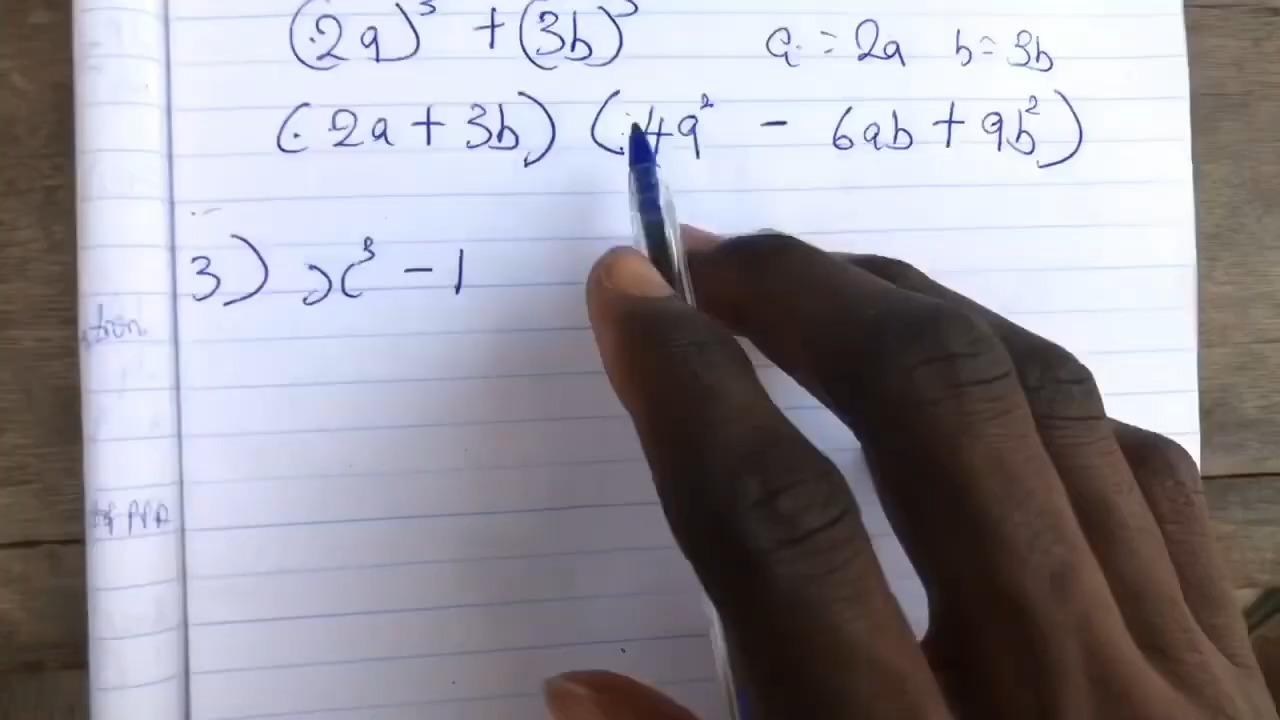 (2a)³ + (3b)³ a = 2a b = 3b
(2a + 3b) (4a² - 6ab + 9b²)
3) x³ - 1